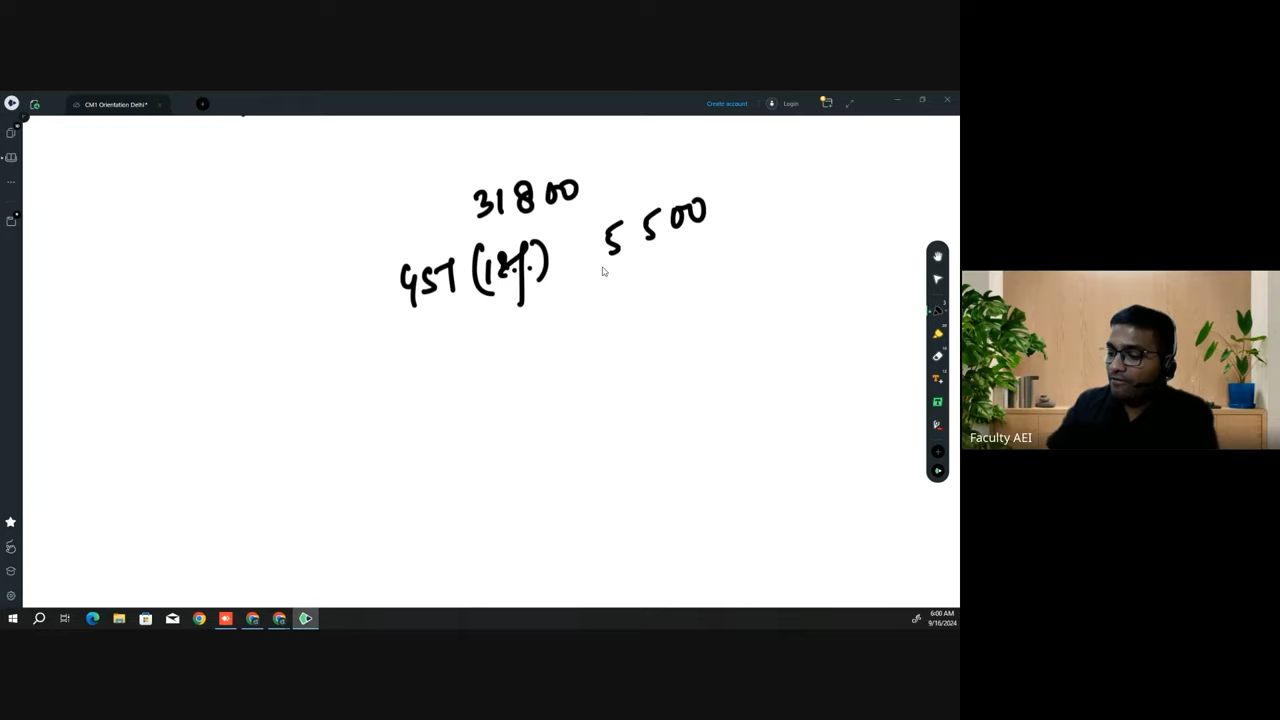 CM1 Orientation Delhi*
Create account
Login
31800
5500
GST (18%)
Faculty AEI
6:00 AM
9/16/2024